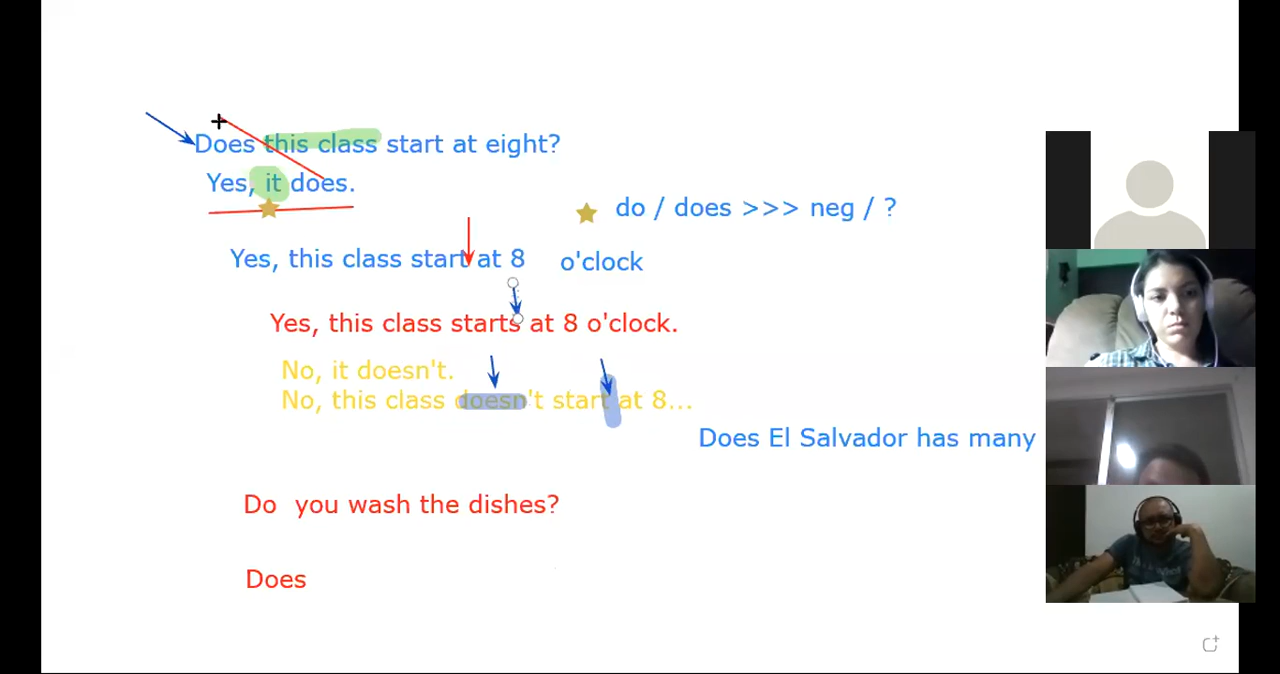 Does this class start at eight?
Yes, it does.
do / does >>> neg / ?
Yes, this class start at 8 o'clock
Yes, this class starts at 8 o'clock.
No, it doesn't.
No, this class doesn't start at 8...
Does El Salvador has many
Do you wash the dishes?
Does